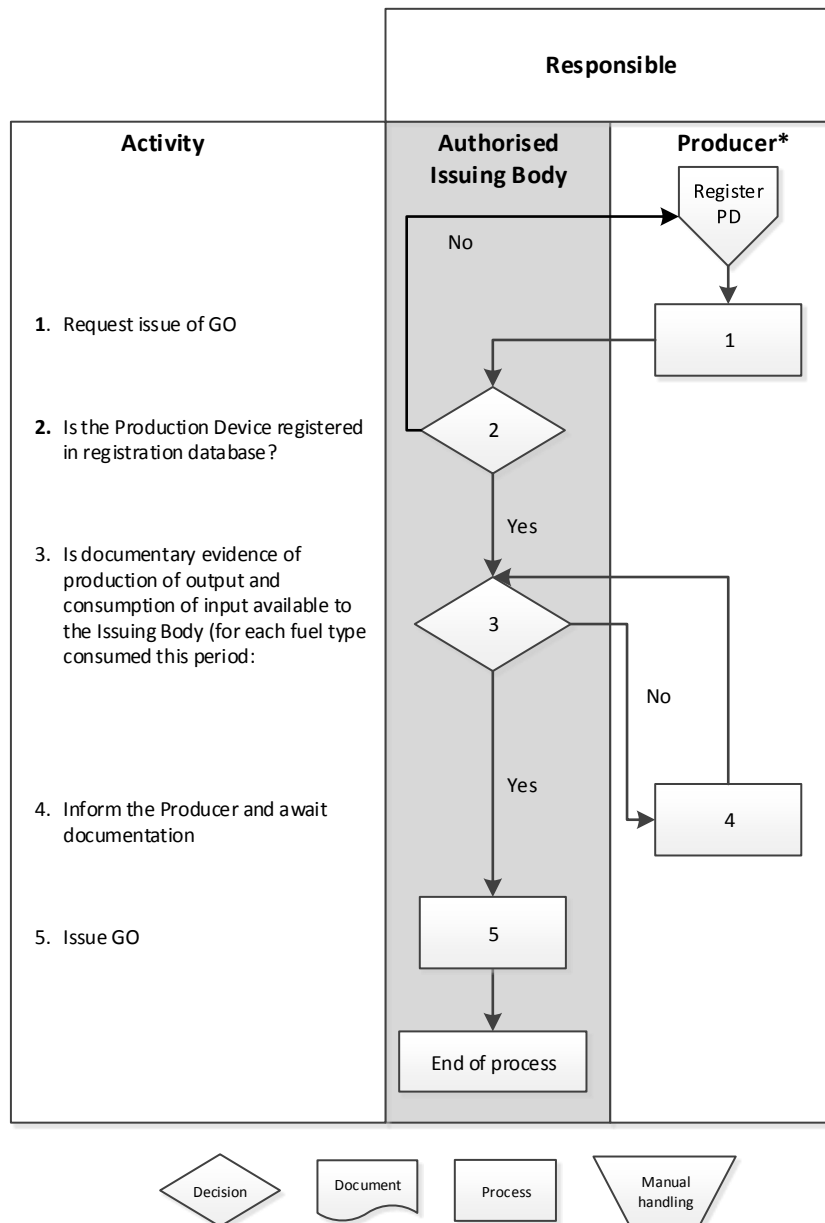 Responsible
Activity
Authorised
Issuing Body
Producer*
Register
PD
No
1. Request issue of GO
1
2. Is the Production Device registered
in registration database?
2
Yes
3. Is documentary evidence of
production of output and
consumption of input available to
the Issuing Body (for each fuel type
consumed this period:
3
No
Yes
4. Inform the Producer and await
documentation
4
5. Issue GO
5
End of process
Decision
Document
Process
Manual
handling